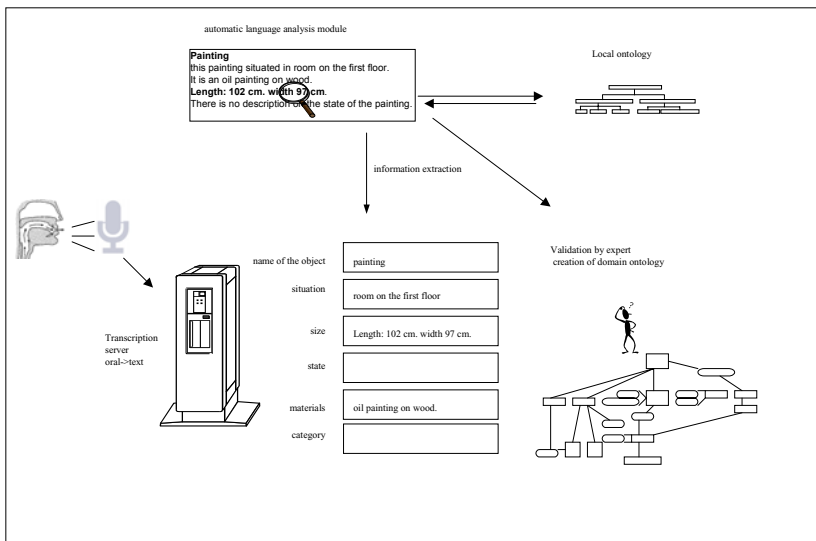 automatic language analysis module
Painting
this painting situated in room on the first floor.
It is an oil painting on wood.
Length: 102 cm. width 97 cm.
There is no description of the state of the painting.
Local ontology
information extraction
Validation by expert
creation of domain ontology
name of the object
painting
situation
room on the first floor
size
Length: 102 cm. width 97 cm.
Transcription
server
oral->text
state
materials
oil painting on wood.
category
?